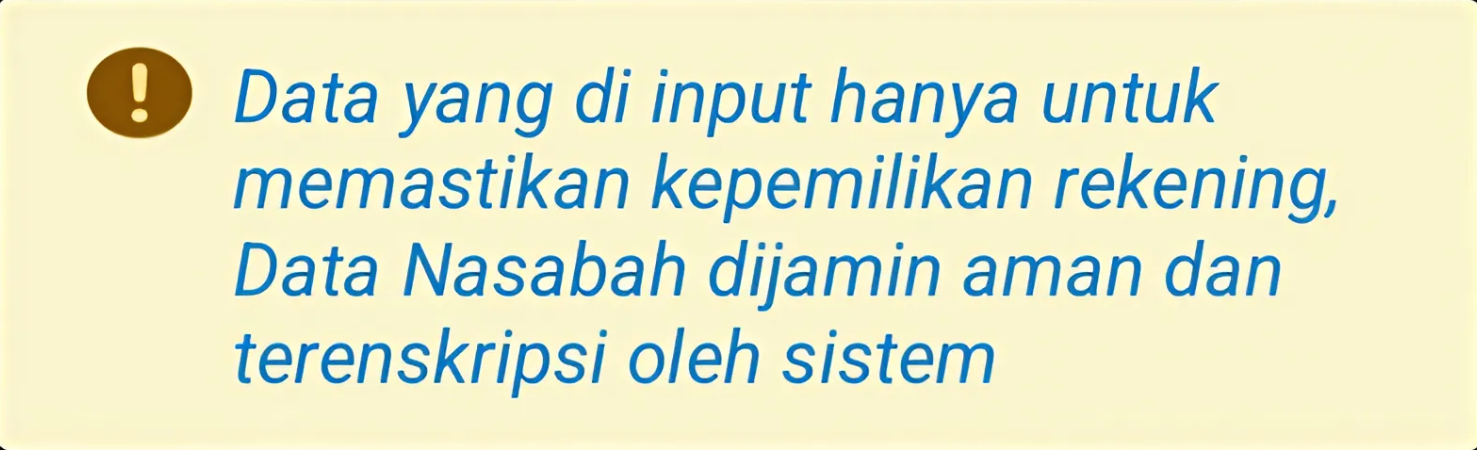 Data yang di input hanya untuk
memastikan kepemilikan rekening,
Data Nasabah dijamin aman dan
terenskripsi oleh sistem